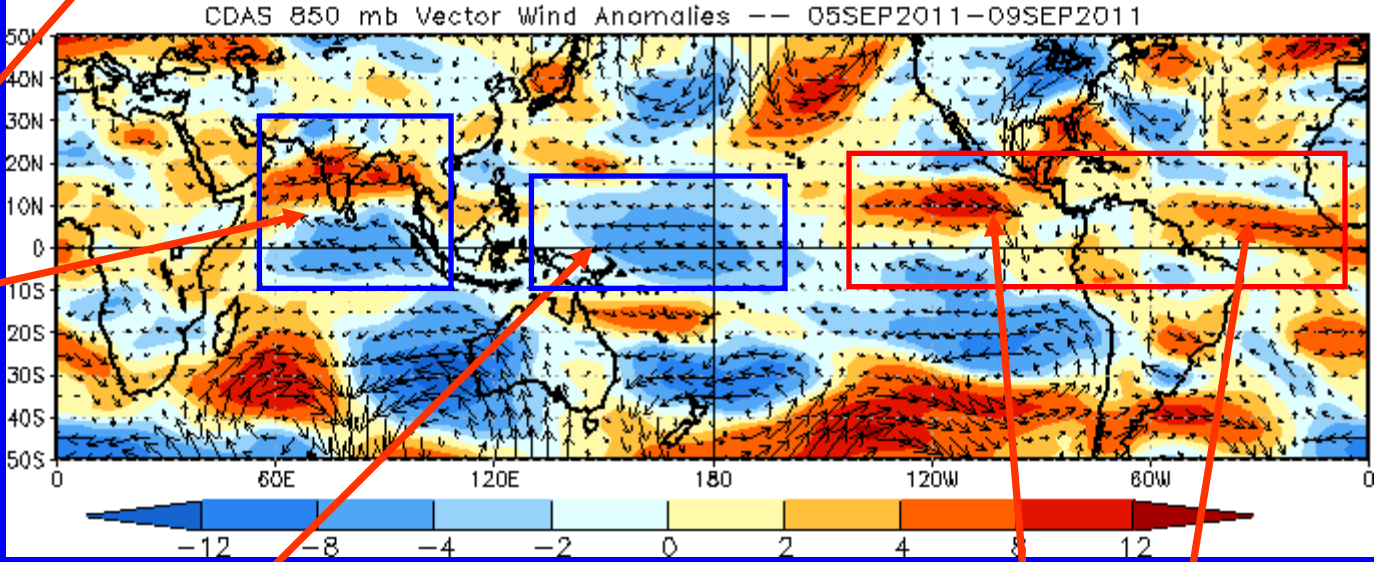 CDAS 850 mb Vector Wind Anomalies -- 05SEP2011-09SEP2011
50N
40N
30N
20N
10N
0
10S
20S
30S
40S
50S
0 60E 120E 180 120W 60W 0
-12 -8 -4 -2 0 2 4 8 12